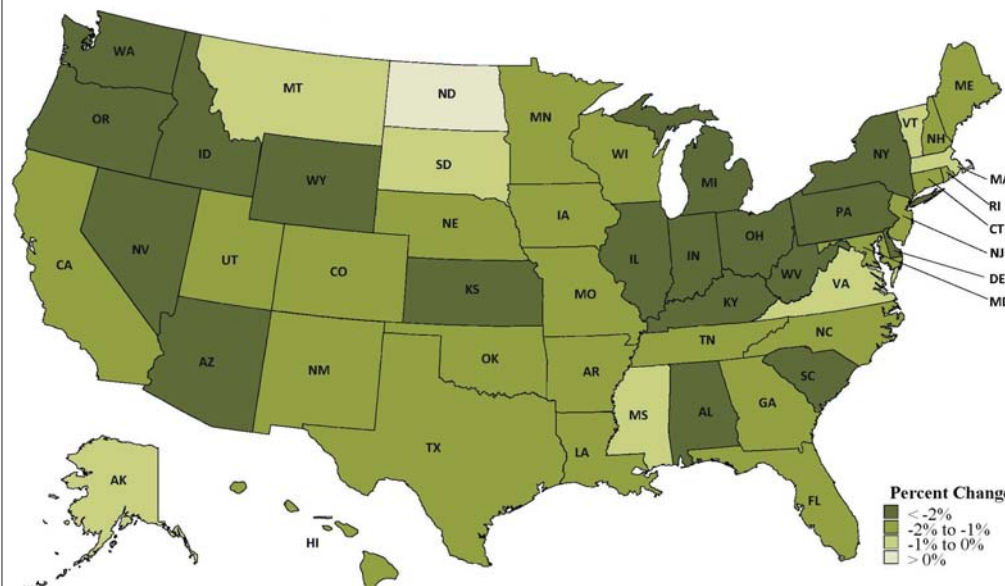 WA
MT
ND
MN
ME
OR
ID
SD
WI
VT
NH
WY
MI
NY
MA
RI
CT
NE
IA
PA
NJ
NV
IL
IN
OH
DE
CA
UT
CO
WV
VA
KS
MO
KY
NC
TN
AZ
NM
OK
AR
SC
MS
AL
GA
TX
LA
AK
FL
HI
Percent Change
< -2%
-2% to -1%
-1% to 0%
> 0%